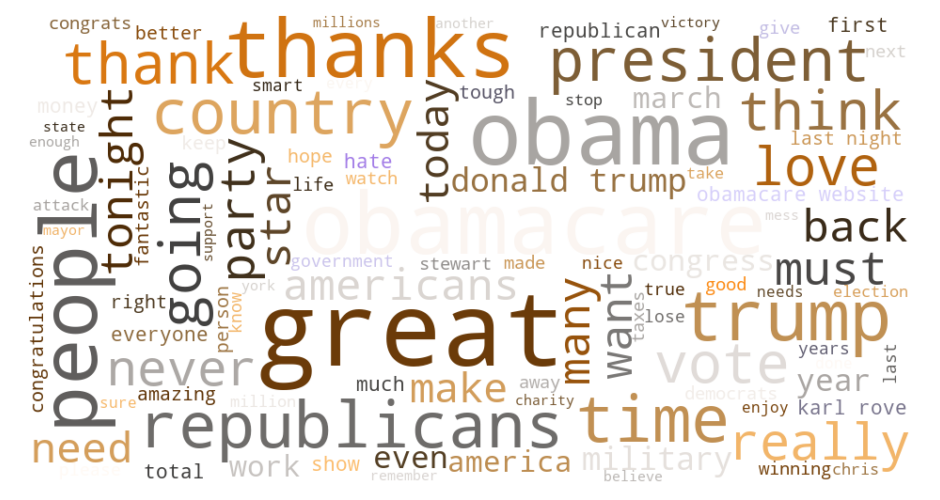 congrats
better
millions
another
republican
victory
give
first
thank
thanks
president
next
smart
every
tough
stop
march
money
country
today
obama
think
state
enough
keep
last night
tonight
hope
hate
love
people
fantastic
going
party
star
life
watch
donald trump
take
obamacare website
attack
support
obamacare
mess
back
mayor
government
stewart
made
nice
congress
must
congratulations
york
americans
many
want
true
good
needs
election
right
person
know
great
taxes
lose
trump
everyone
years
last
never
much
make
away
vote
year
sure
amazing
million
charity
democrats
enjoy
karl rove
republicans
time
really
need
total
work
show
even
america
remember
military
believe
winning
chris